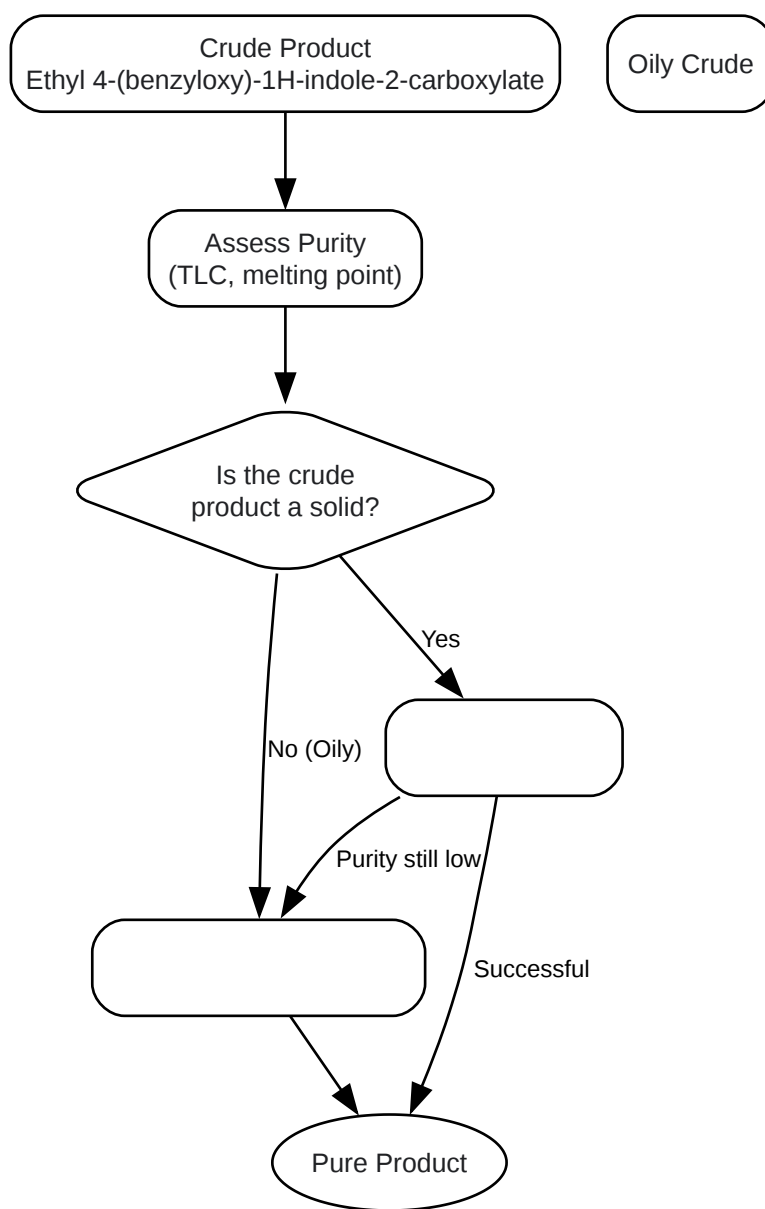 Crude Product
Ethyl 4-(benzyloxy)-1H-indole-2-carboxylate
Oily Crude
Assess Purity
(TLC, melting point)
Is the crude
product a solid?
Yes
No (Oily)
Purity still low
Successful
Pure Product